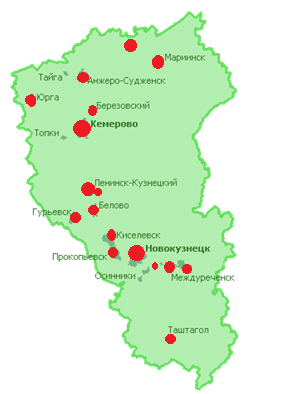 Мариинск
Тайга
Анжеро-Судженск
Юрга
Березовский
Кемерово
Топки
Ленинск-Кузнецкий
Белово
Гурьевск
Киселевск
Новокузнецк
Прокопьевск
Осинники
Междуреченск
Таштагол